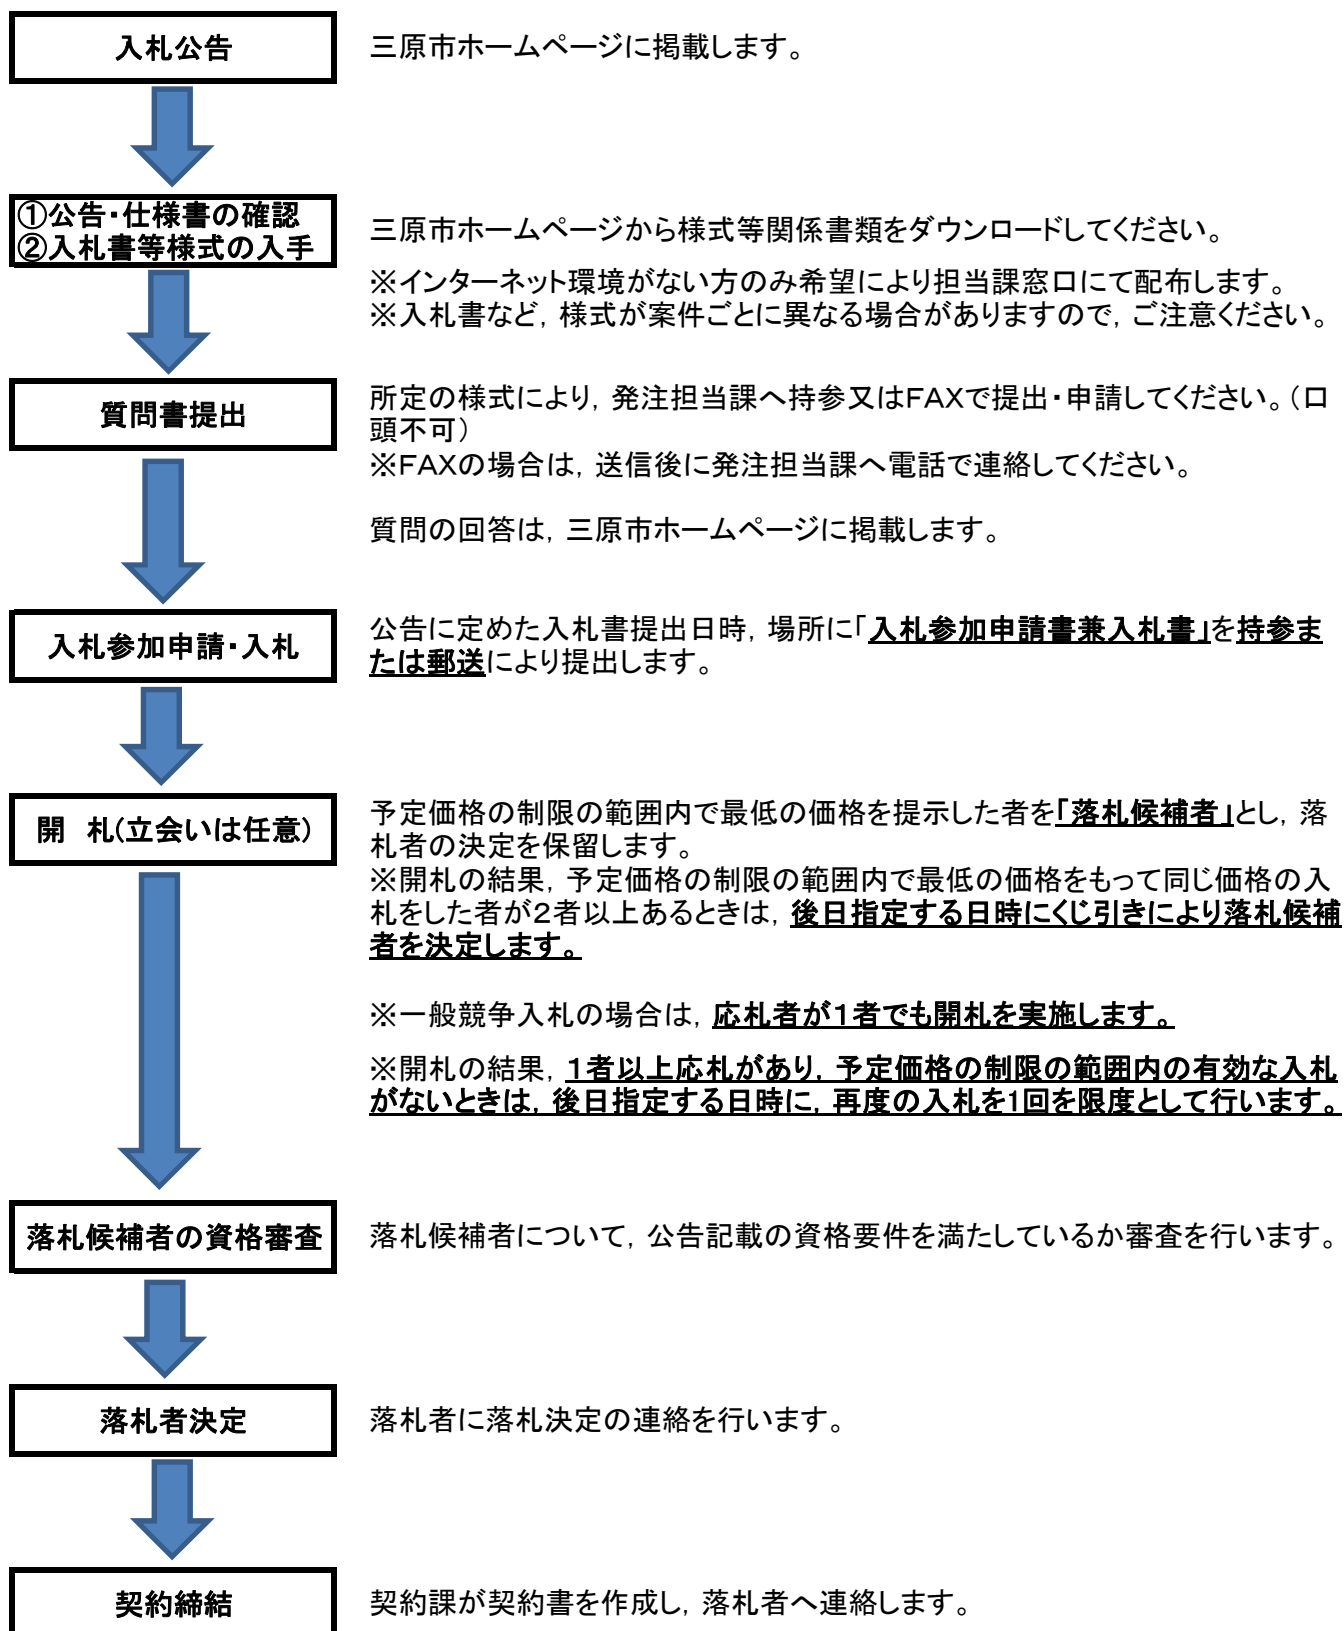 入札公告
三原市ホームページに掲載します。
①公告・仕様書の確認
②入札書等様式の入手
三原市ホームページから様式等関係書類をダウンロードしてください。
※インターネット環境がない方のみ希望により担当課窓口にて配布します。
※入札書など，様式が案件ごとに異なる場合がありますので，ご注意ください。
質問書提出
所定の様式により，発注担当課へ持参又はFAXで提出・申請してください。（口
頭不可）
※FAXの場合は，送信後に発注担当課へ電話で連絡してください。
質問の回答は，三原市ホームページに掲載します。
入札参加申請・入札
公告に定めた入札書提出日時，場所に「入札参加申請書兼入札書」を持参ま
たは郵送により提出します。
開　札(立会いは任意)
予定価格の制限の範囲内で最低の価格を提示した者を「落札候補者」とし，落
札者の決定を保留します。
※開札の結果，予定価格の制限の範囲内で最低の価格をもって同じ価格の入
札をした者が２者以上あるときは，後日指定する日時にくじ引きにより落札候補
者を決定します。
※一般競争入札の場合は，応札者が１者でも開札を実施します。
※開札の結果，１者以上応札があり，予定価格の制限の範囲内の有効な入札
がないときは，後日指定する日時に，再度の入札を1回を限度として行います。
落札候補者の資格審査
落札候補者について，公告記載の資格要件を満たしているか審査を行います。
落札者決定
落札者に落札決定の連絡を行います。
契約締結
契約課が契約書を作成し，落札者へ連絡します。